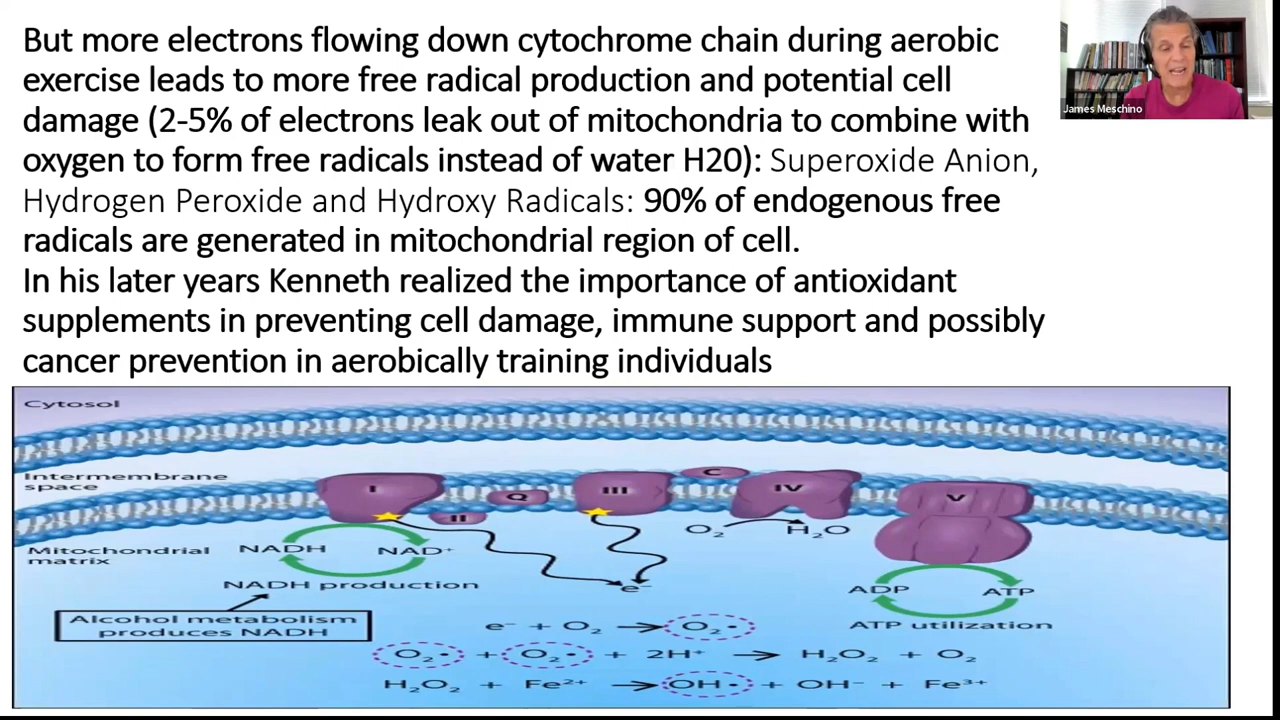 But more electrons flowing down cytochrome chain during aerobic
exercise leads to more free radical production and potential cell
damage (2-5% of electrons leak out of mitochondria to combine with
oxygen to form free radicals instead of water H20): Superoxide Anion,
Hydrogen Peroxide and Hydroxy Radicals: 90% of endogenous free
radicals are generated in mitochondrial region of cell.
In his later years Kenneth realized the importance of antioxidant
supplements in preventing cell damage, immune support and possibly
cancer prevention in aerobically training individuals
James Meschino
Cytosol
Intermembrane
space
I
II
Q
III
C
IV
V
O₂
H₂O
Mitochondrial
matrix
NADH
NAD⁺
NADH production
e⁻
ADP
ATP
ATP utilization
Alcohol metabolism
produces NADH
e⁻ + O₂ → O₂•
O₂• + O₂• + 2H⁺ → H₂O₂ + O₂
H₂O₂ + Fe²⁺ → OH• + OH⁻ + Fe³⁺